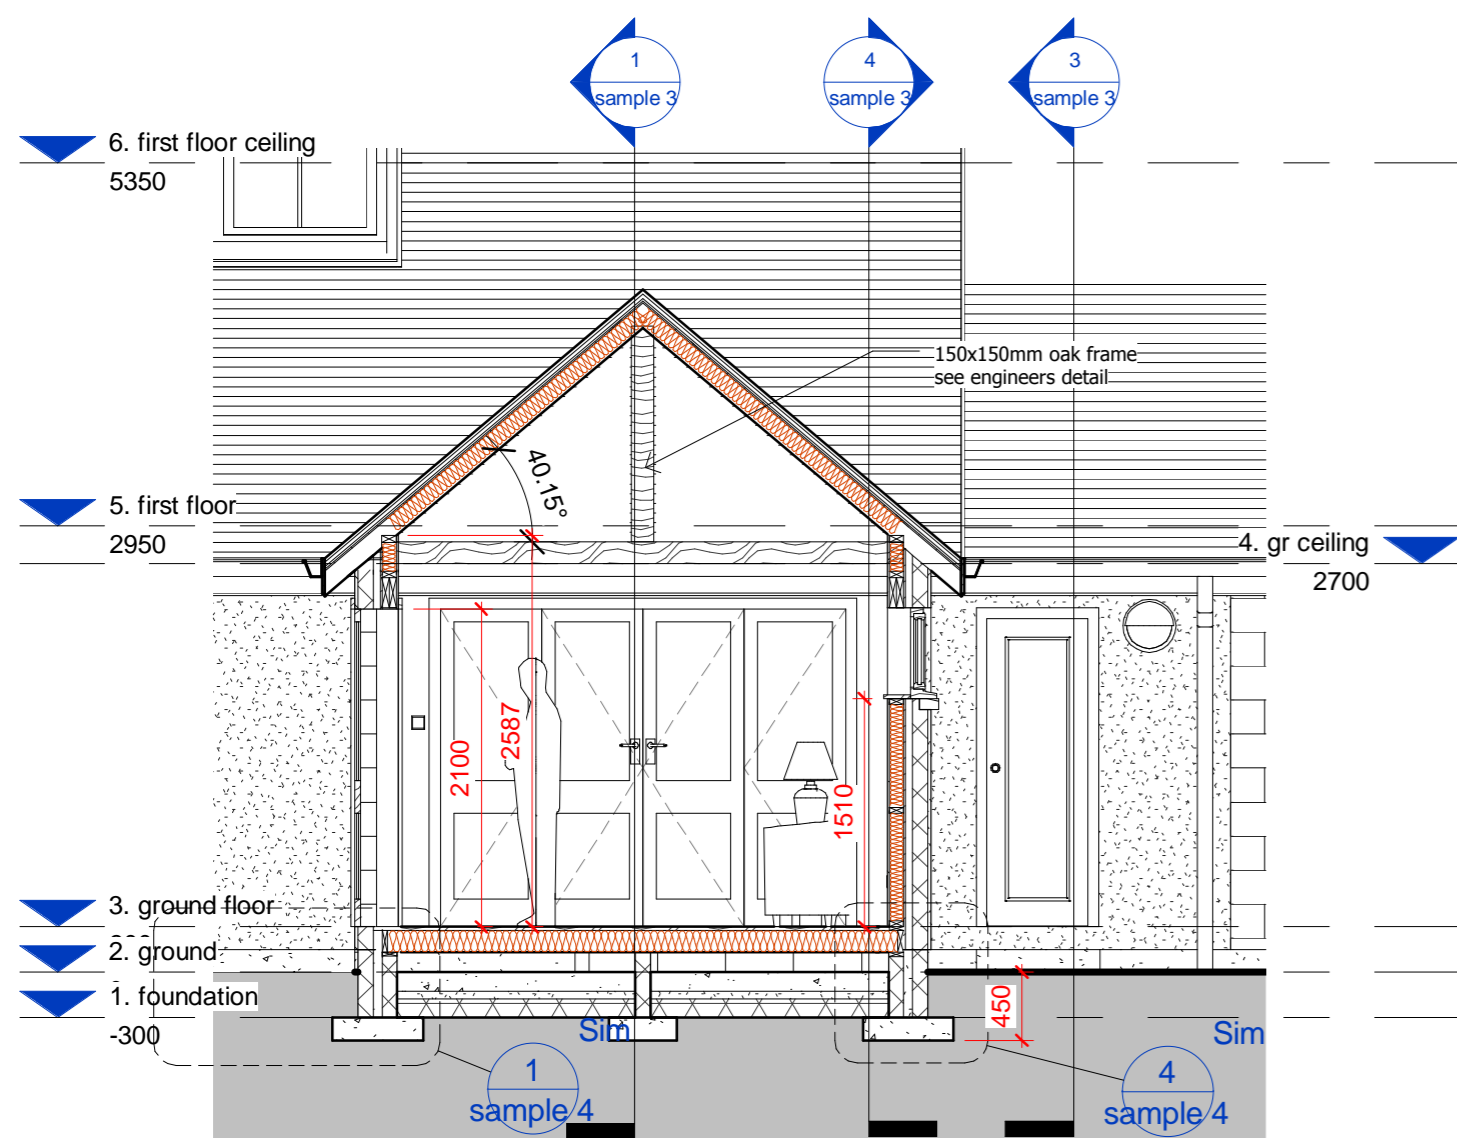 1
sample 3
4
sample 3
3
sample 3
6. first floor ceiling
5350
150x150mm oak frame
see engineers detail
40.15°
5. first floor
2950
4. gr ceiling
2700
2100
2587
1510
3. ground floor
2. ground
1. foundation
-300
450
Sim
Sim
1
sample 4
4
sample 4